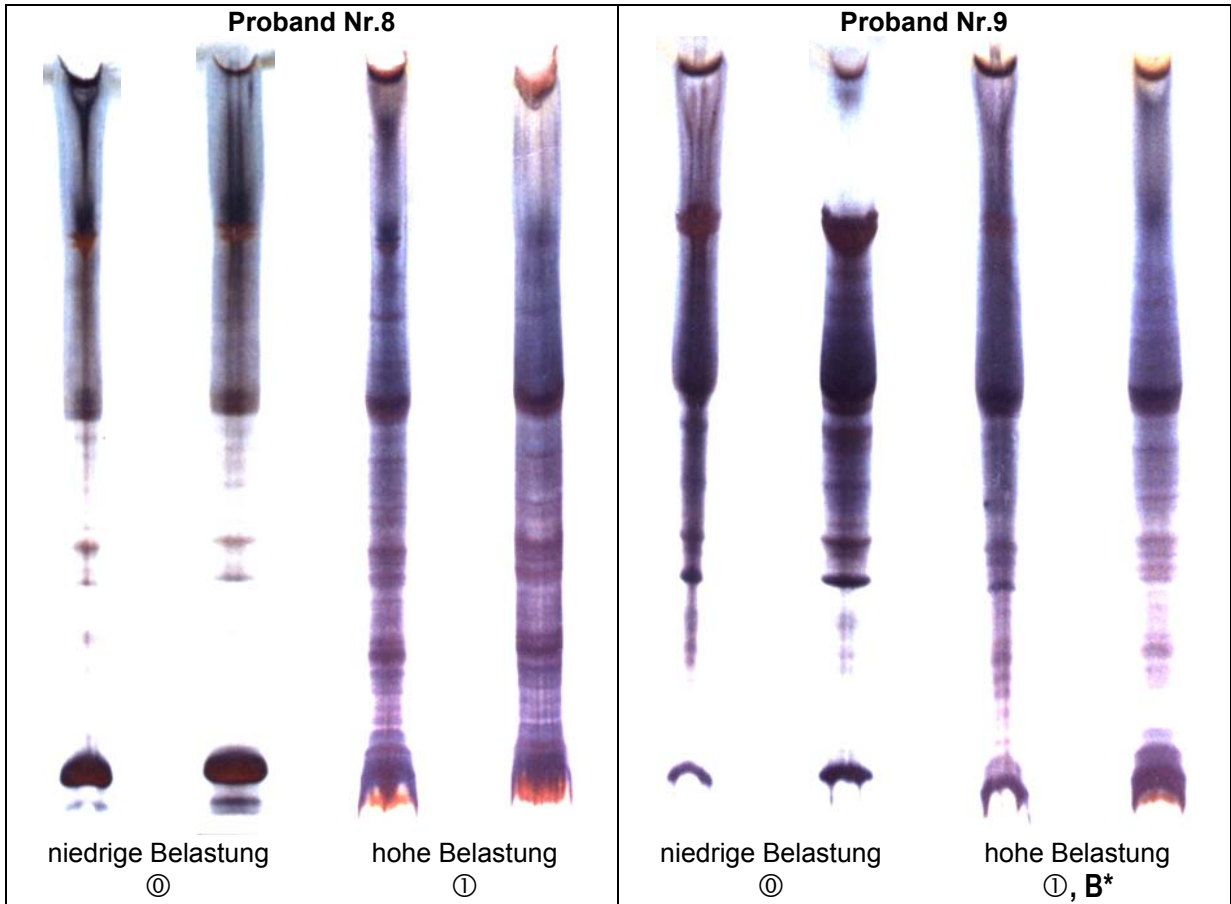 Proband Nr.8
niedrige Belastung
⓪
hohe Belastung
①
Proband Nr.9
niedrige Belastung
⓪
hohe Belastung
①, B*